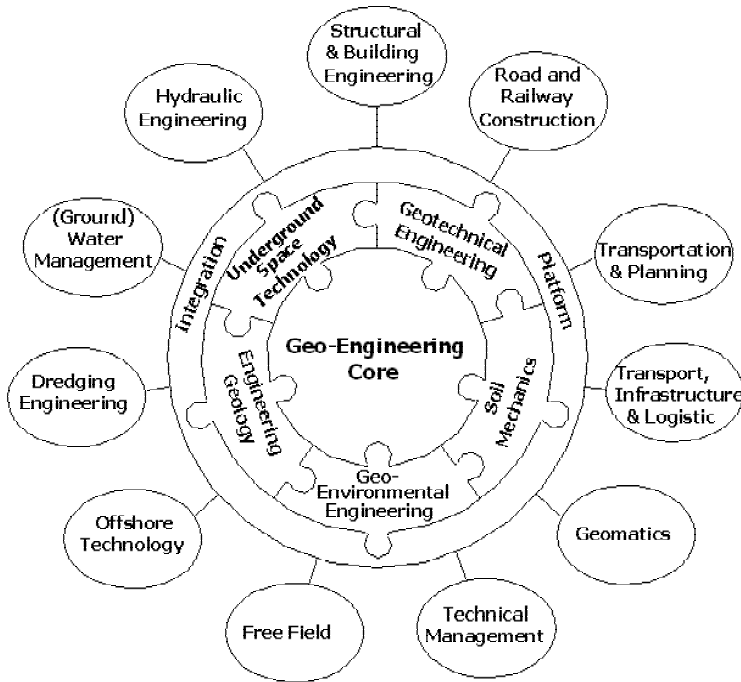 Structural
& Building
Engineering
Road and
Railway
Construction
Hydraulic
Engineering
(Ground)
Water
Management
Transportation
& Planning
Integration
Platform
Underground
Space
Technology
Geotechnical
Engineering
Geo-Engineering
Core
Engineering
Geology
Soil
Mechanics
Geo-
Environmental
Engineering
Dredging
Engineering
Transport,
Infrastructure
& Logistic
Offshore
Technology
Geomatics
Free Field
Technical
Management